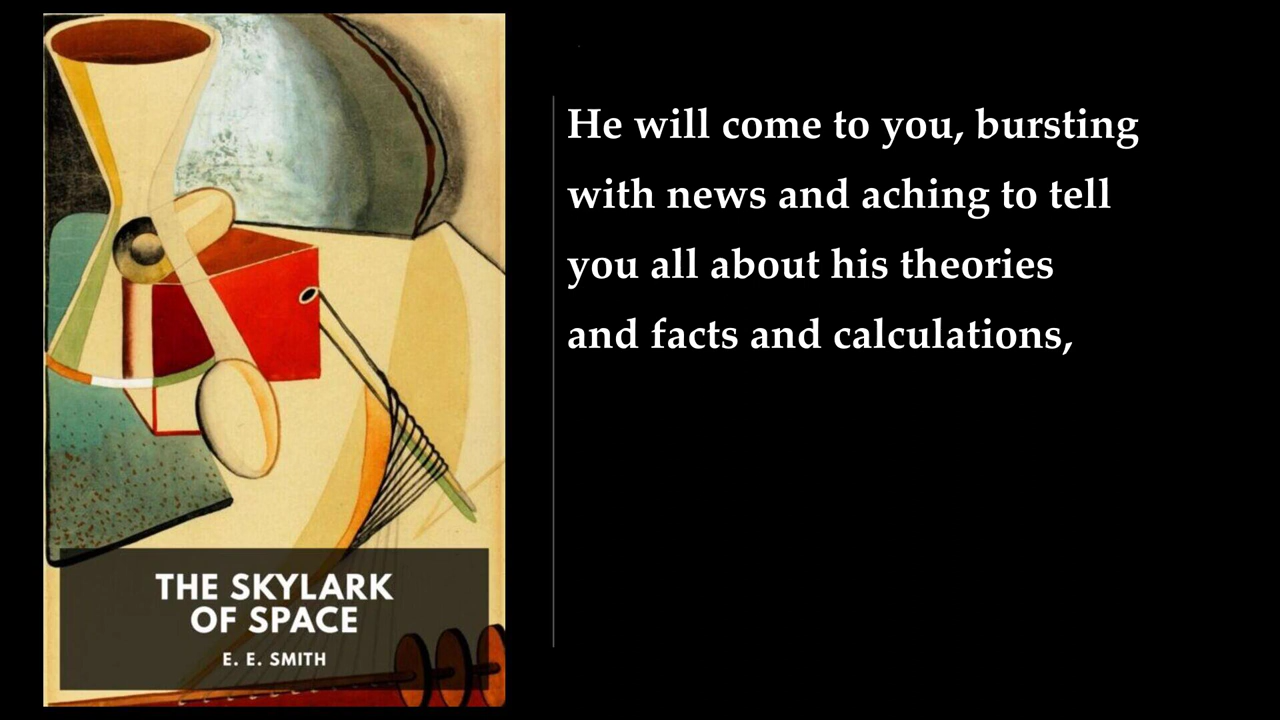 THE SKYLARK
OF SPACE
E. E. SMITH
He will come to you, bursting
with news and aching to tell
you all about his theories
and facts and calculations,